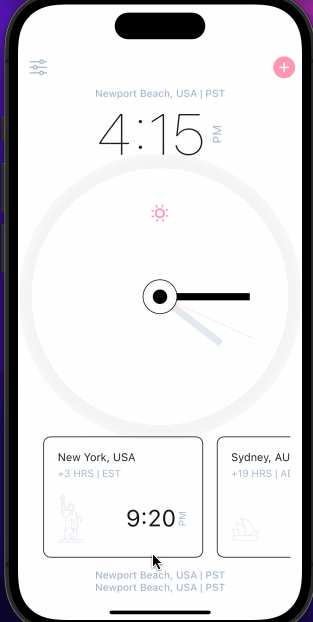 Newport Beach, USA | PST
4:15 PM
New York, USA
+3 HRS | EST
9:20 PM
Sydney, AU
+19 HRS | AE
Newport Beach, USA | PST
Newport Beach, USA | PST